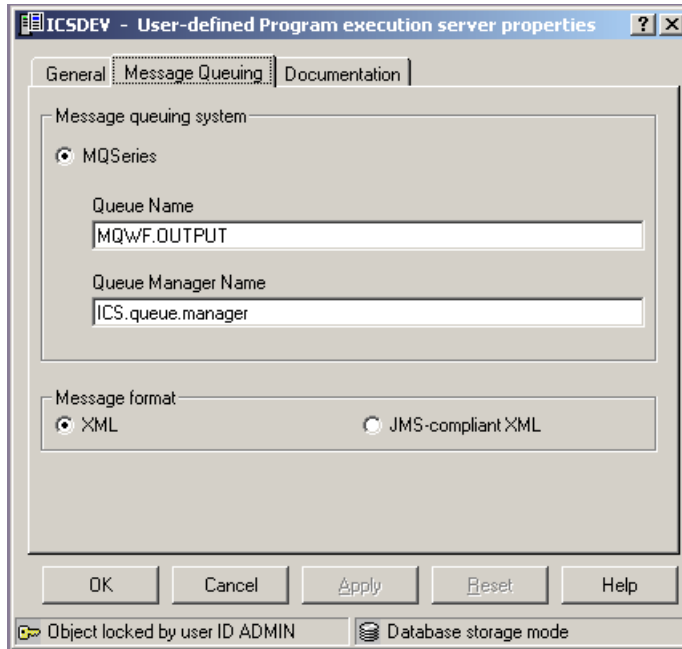 ICSDEV - User-defined Program execution server properties
General Message Queuing Documentation
Message queuing system
MQSeries
Queue Name
MQWF.OUTPUT
Queue Manager Name
ICS.queue.manager
Message format
XML JMS-compliant XML
OK Cancel Apply Reset Help
Object locked by user ID ADMIN Database storage mode